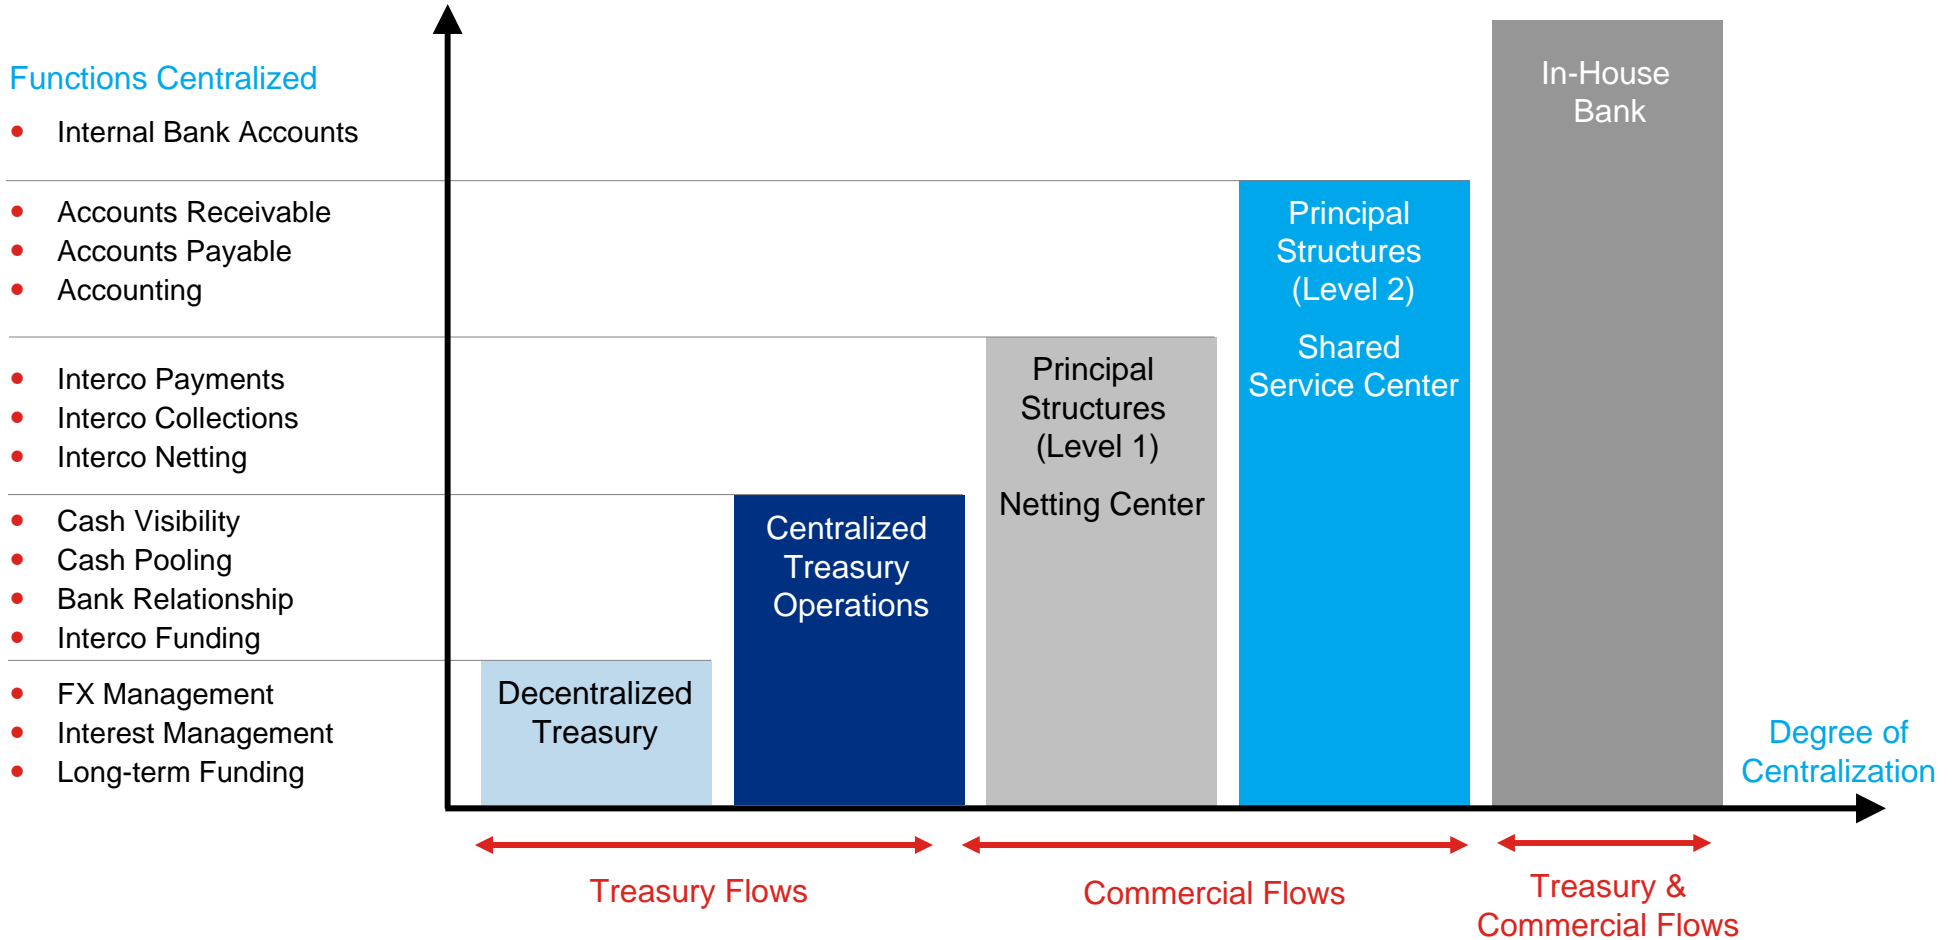 Functions Centralized
Internal Bank Accounts
Accounts Receivable
Accounts Payable
Accounting
Interco Payments
Interco Collections
Interco Netting
Cash Visibility
Cash Pooling
Bank Relationship
Interco Funding
FX Management
Interest Management
Long-term Funding
Decentralized
Treasury
Centralized
Treasury
Operations
Principal
Structures
(Level 1)
Netting Center
Principal
Structures
(Level 2)
Shared
Service Center
In-House
Bank
Degree of
Centralization
Treasury Flows
Commercial Flows
Treasury &
Commercial Flows